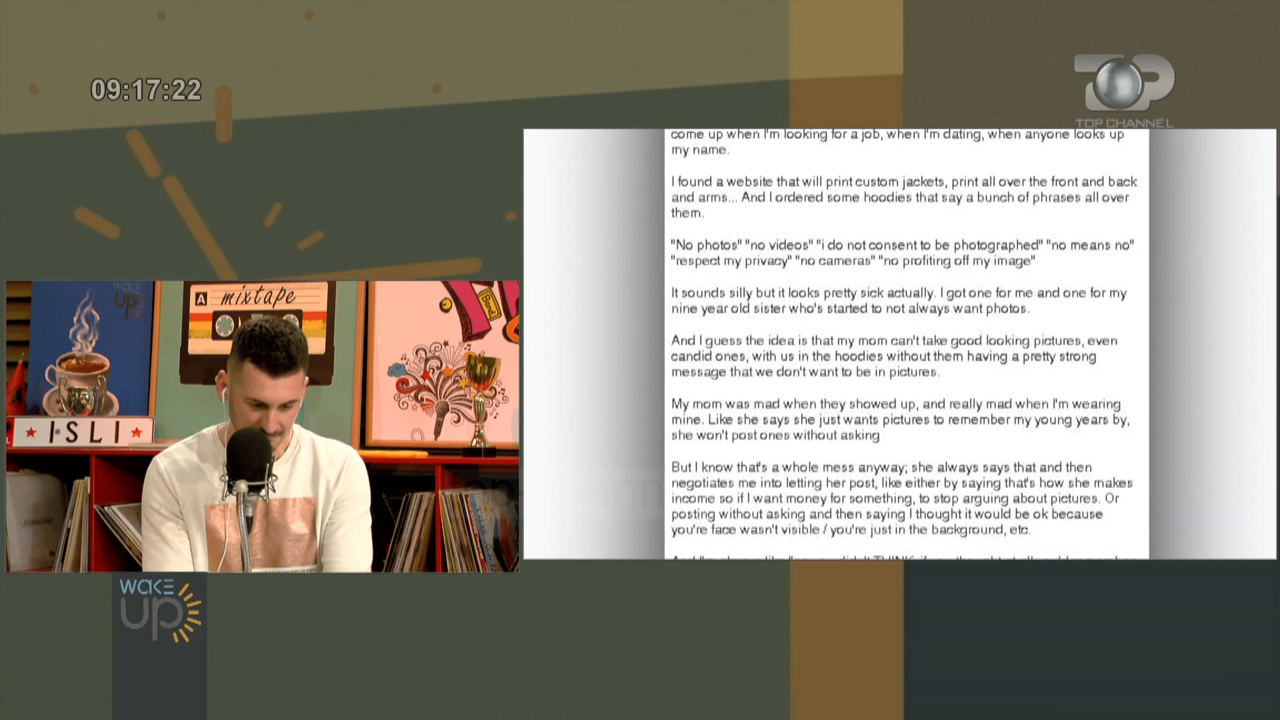 09:17:22
TOP CHANNEL
come up when I'm looking for a job, when I'm dating, when anyone looks up
my name.
I found a website that will print custom jackets, print all over the front and back
and arms... And I ordered some hoodies that say a bunch of phrases all over
them.
"No photos" "no videos" "i do not consent to be photographed" "no means no"
"respect my privacy" "no cameras" "no profiting off my image"
It sounds silly but it looks pretty sick actually. I got one for me and one for my
nine year old sister who's started to not always want photos.
And I guess the idea is that my mom can't take good looking pictures, even
candid ones, with us in the hoodies without them having a pretty strong
message that we don't want to be in pictures.
My mom was mad when they showed up, and really mad when I'm wearing
mine. Like she says she just wants pictures to remember my young years by,
she won't post ones without asking
But I know that's a whole mess anyway; she always says that and then
negotiates me into letting her post, like either by saying that's how she makes
income so if I want money for something, to stop arguing about pictures. Or
posting without asking and then saying I thought it would be ok because
you're face wasn't visible / you're just in the background, etc.
WAKE
UP
A mixtape
Band
ISLI
WAKE
UP